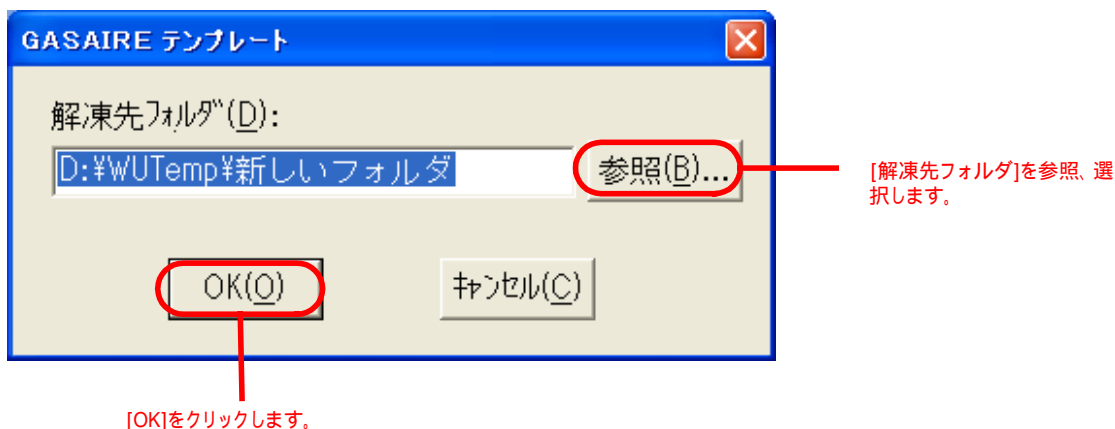 GASAIRE テンプレート
解凍先フォルダ(D):
D:¥WUTemp¥新しいフォルダ
参照(B)...
[解凍先フォルダ]を参照、選
択します。
OK(O)
キャンセル(C)
[OK]をクリックします。